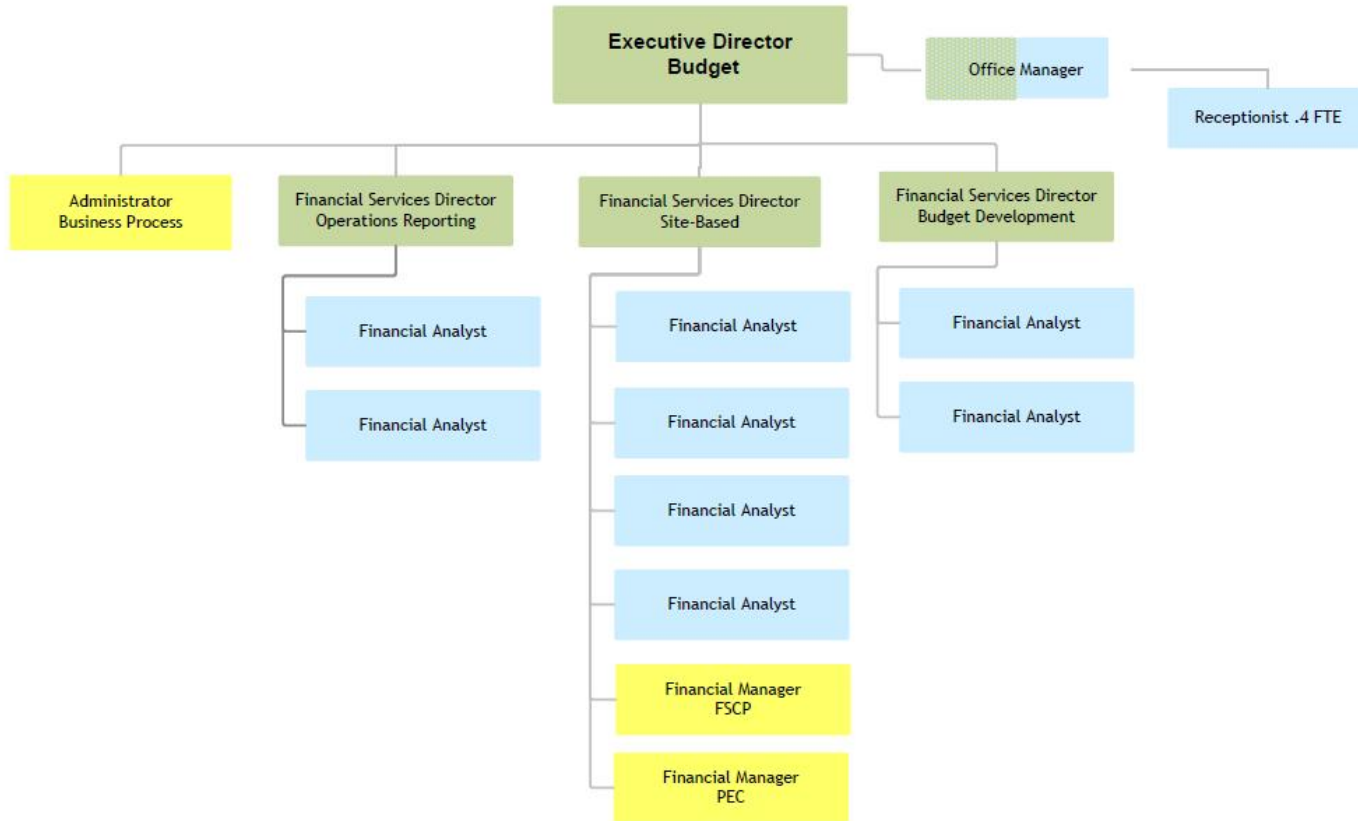 Executive Director
Budget
Office Manager
Receptionist .4 FTE
Administrator
Business Process
Financial Services Director
Operations Reporting
Financial Services Director
Site-Based
Financial Services Director
Budget Development
Financial Analyst
Financial Analyst
Financial Analyst
Financial Analyst
Financial Analyst
Financial Analyst
Financial Manager
FSCP
Financial Manager
PEC
Financial Analyst
Financial Analyst